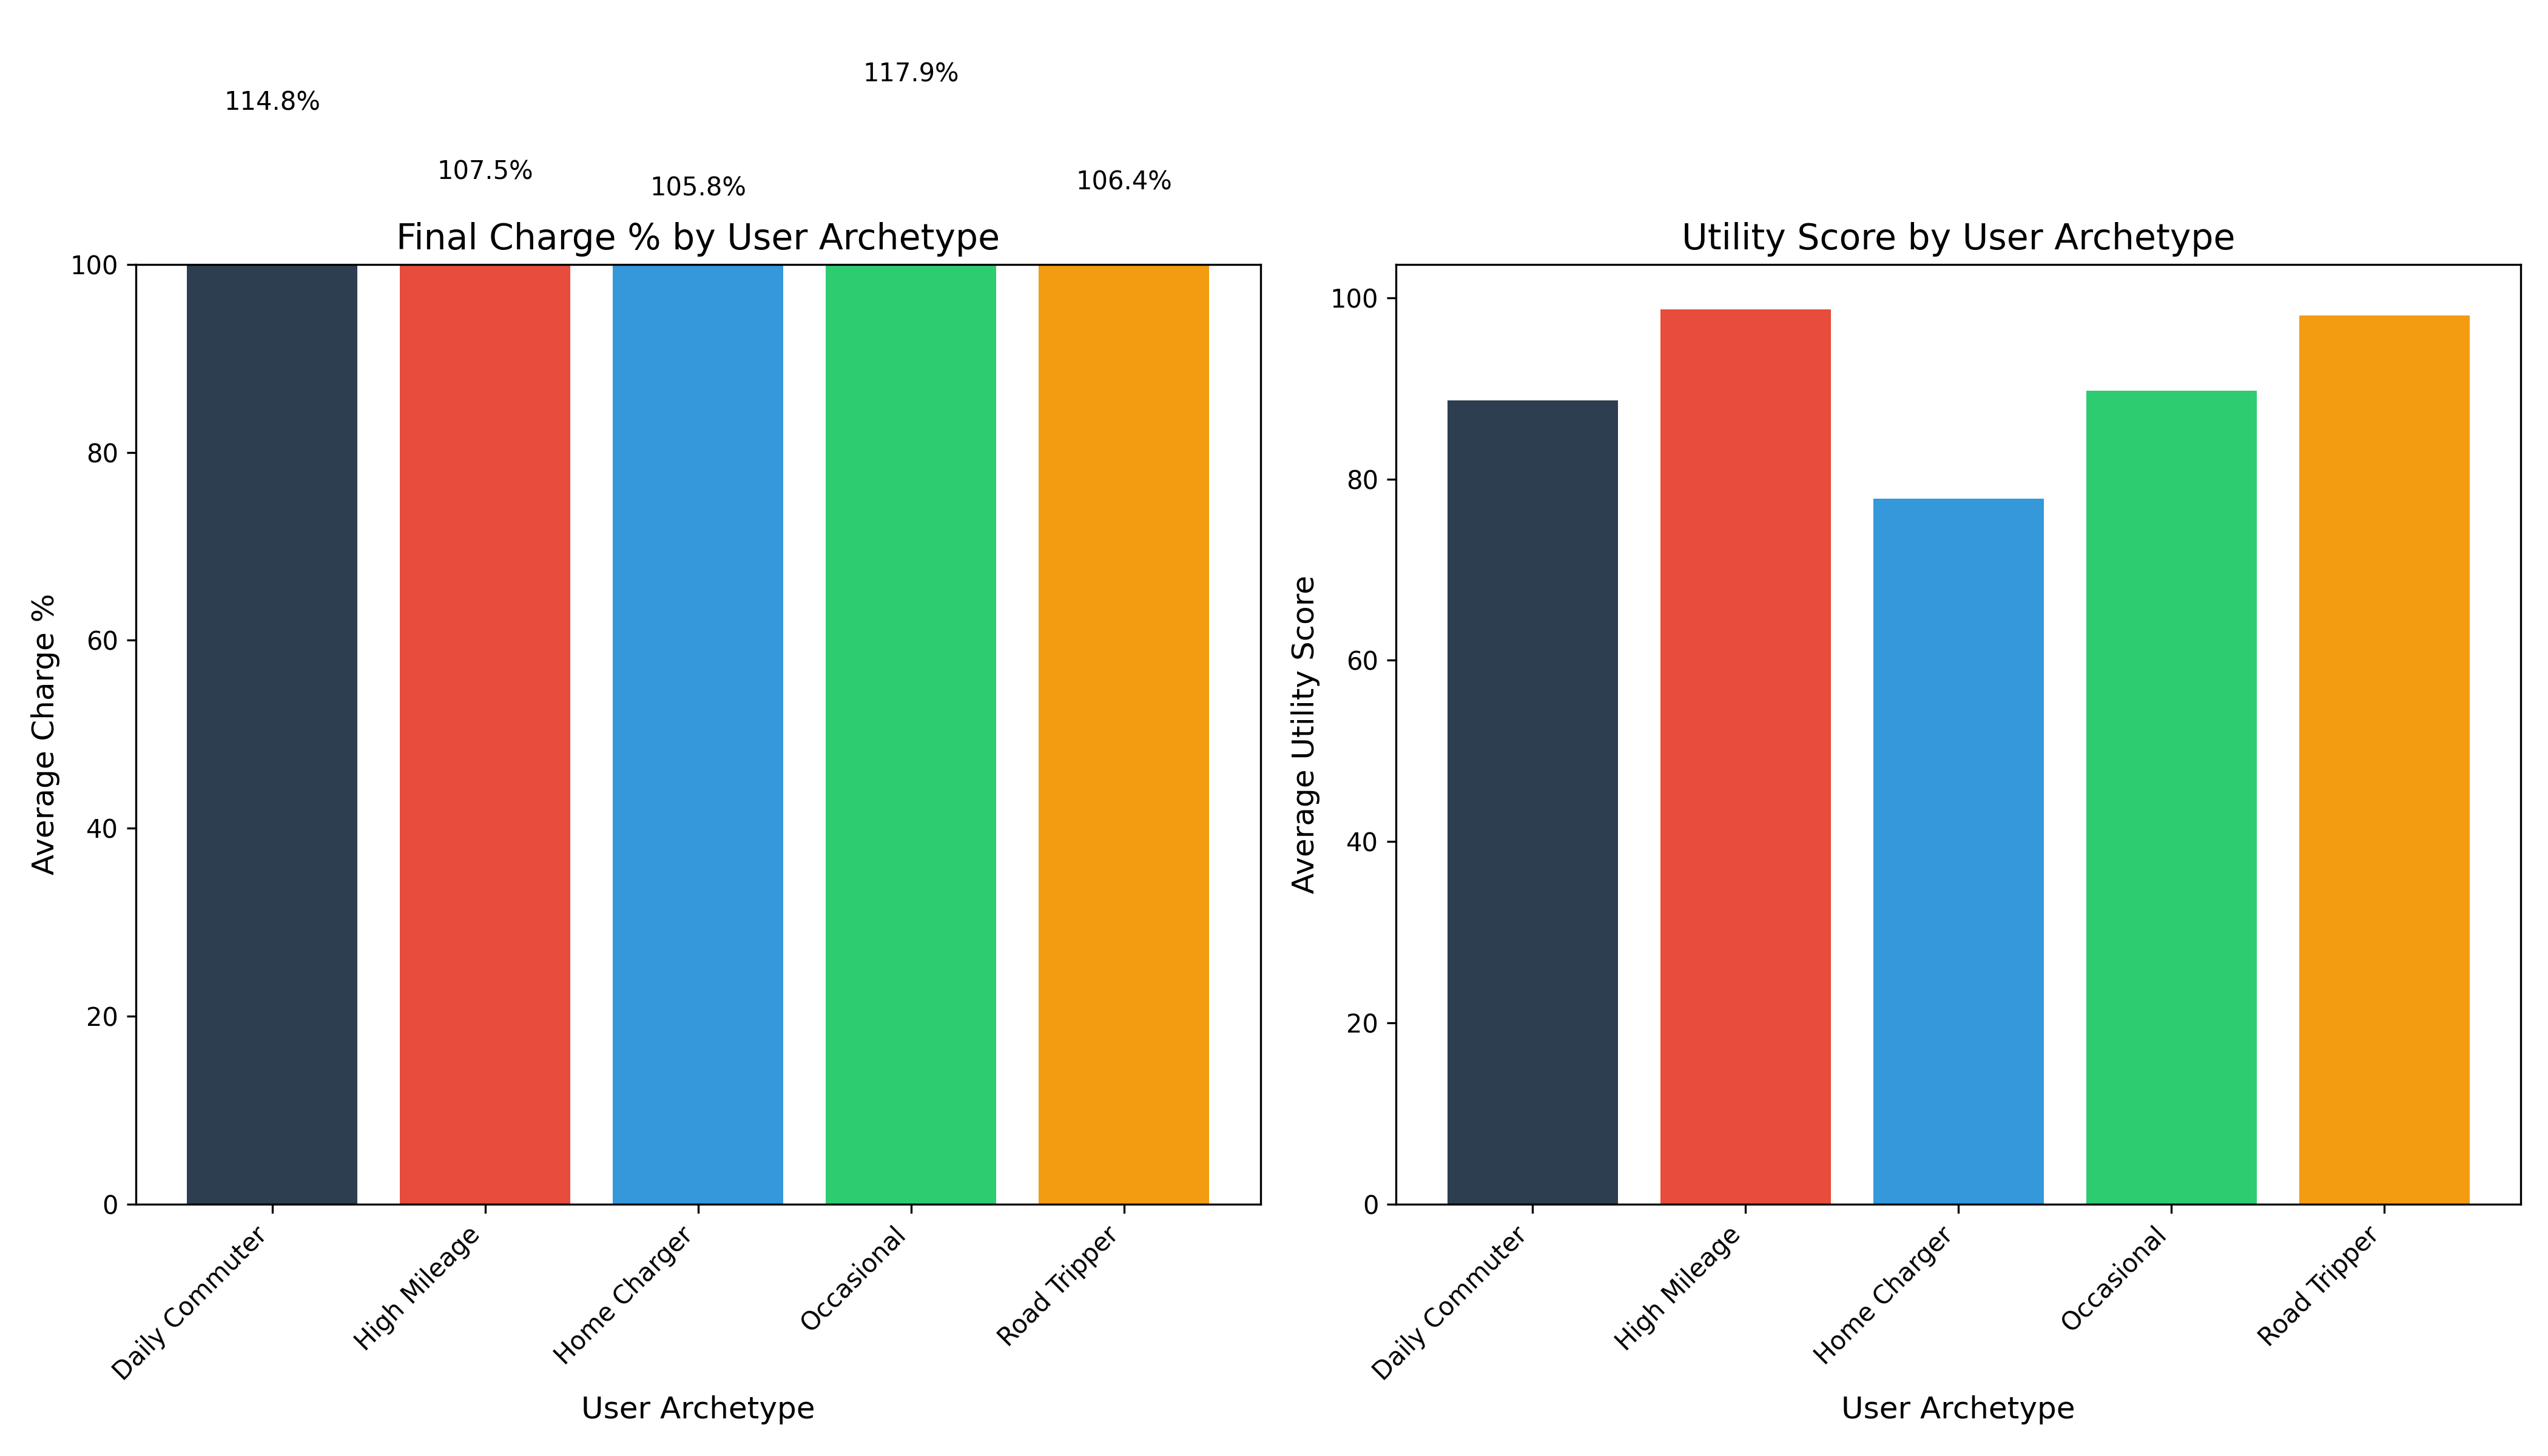 117.9%
114.8%
107.5%
106.4%
105.8%
Final Charge % by User Archetype
100
80
60
40
20
0
Average Charge %
Daily Commuter
High Mileage
Home Charger
Occasional
Road Tripper
User Archetype
Utility Score by User Archetype
100
80
60
40
20
0
Average Utility Score
Daily Commuter
High Mileage
Home Charger
Occasional
Road Tripper
User Archetype